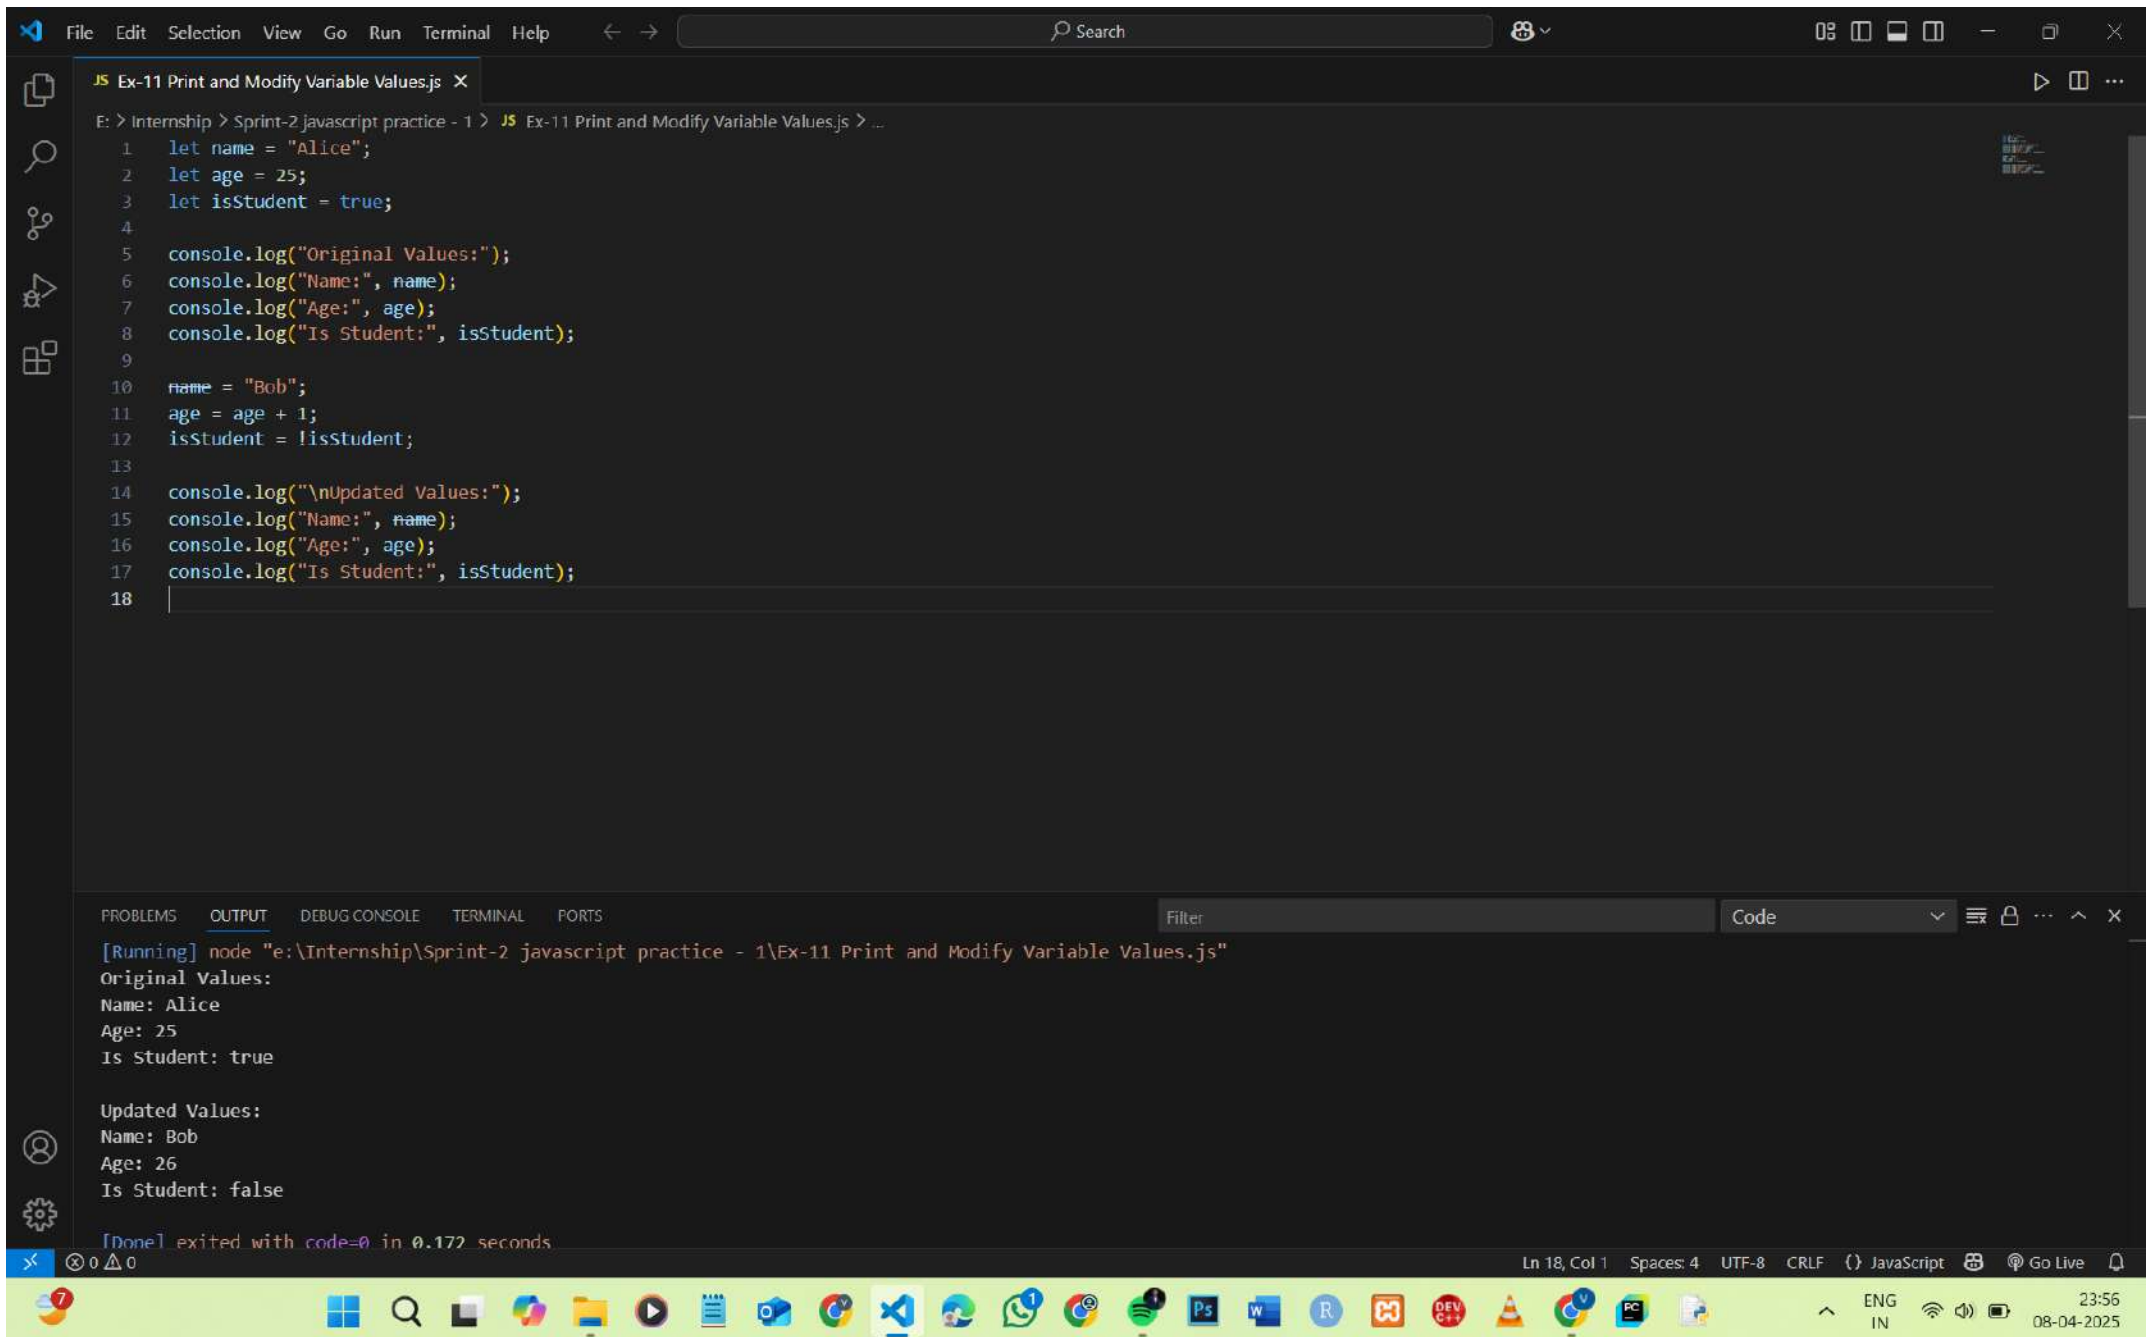 File Edit Selection View Go Run Terminal Help Search
JS Ex-11 Print and Modify Variable Values.js
E: > Internship > Sprint-2 javascript practice - 1 > JS Ex-11 Print and Modify Variable Values.js > ...
1 let name = "Alice";
2 let age = 25;
3 let isStudent = true;
4
5 console.log("Original Values:");
6 console.log("Name:", name);
7 console.log("Age:", age);
8 console.log("Is Student:", isStudent);
9
10 name = "Bob";
11 age = age + 1;
12 isStudent = !isStudent;
13
14 console.log("\nUpdated Values:");
15 console.log("Name:", name);
16 console.log("Age:", age);
17 console.log("Is Student:", isStudent);
18
PROBLEMS OUTPUT DEBUG CONSOLE TERMINAL PORTS Filter Code
[Running] node "e:\Internship\Sprint-2 javascript practice - 1\Ex-11 Print and Modify Variable Values.js"
Original Values:
Name: Alice
Age: 25
Is Student: true
Updated Values:
Name: Bob
Age: 26
Is Student: false
[Done] exited with code=0 in 0.172 seconds
0 0 Ln 18, Col 1 Spaces: 4 UTF-8 CRLF {} JavaScript Go Live
7 1 Y Ps W R DEV C++ V PC ENG 23:56
IN 08-04-2025